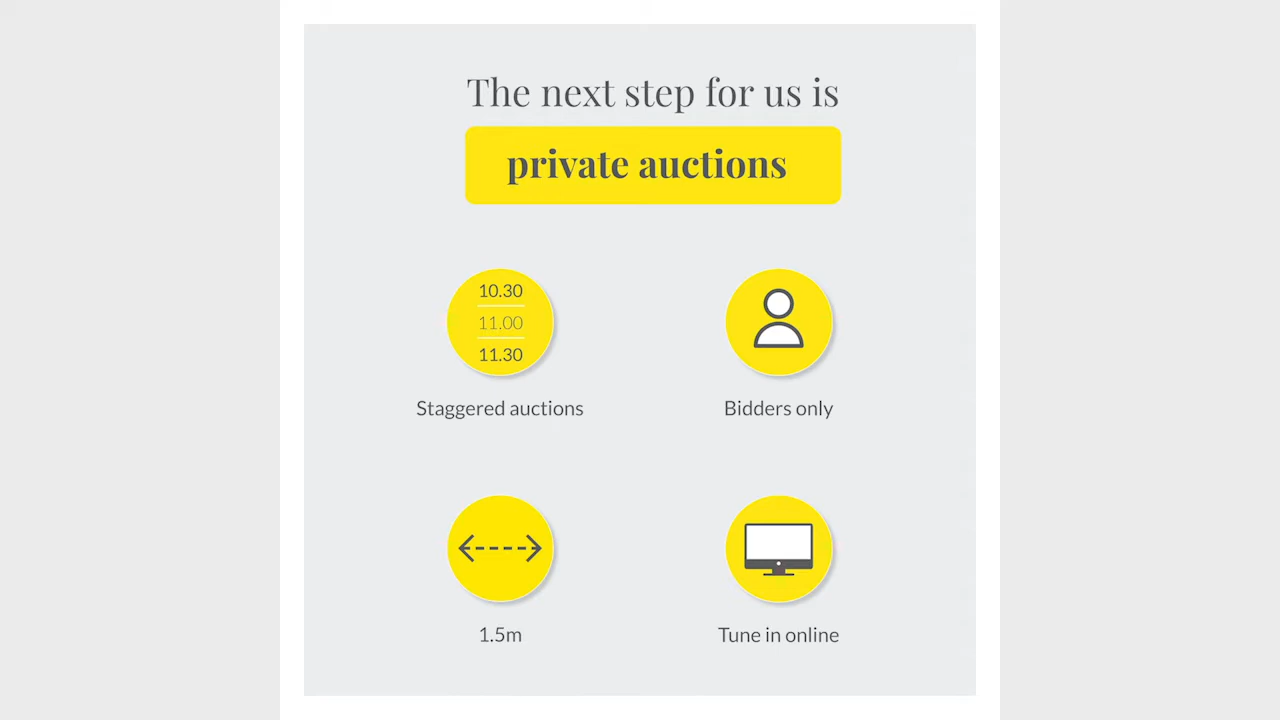 The next step for us is
private auctions
10.30
11.00
11.30
Staggered auctions
Bidders only
1.5m
Tune in online